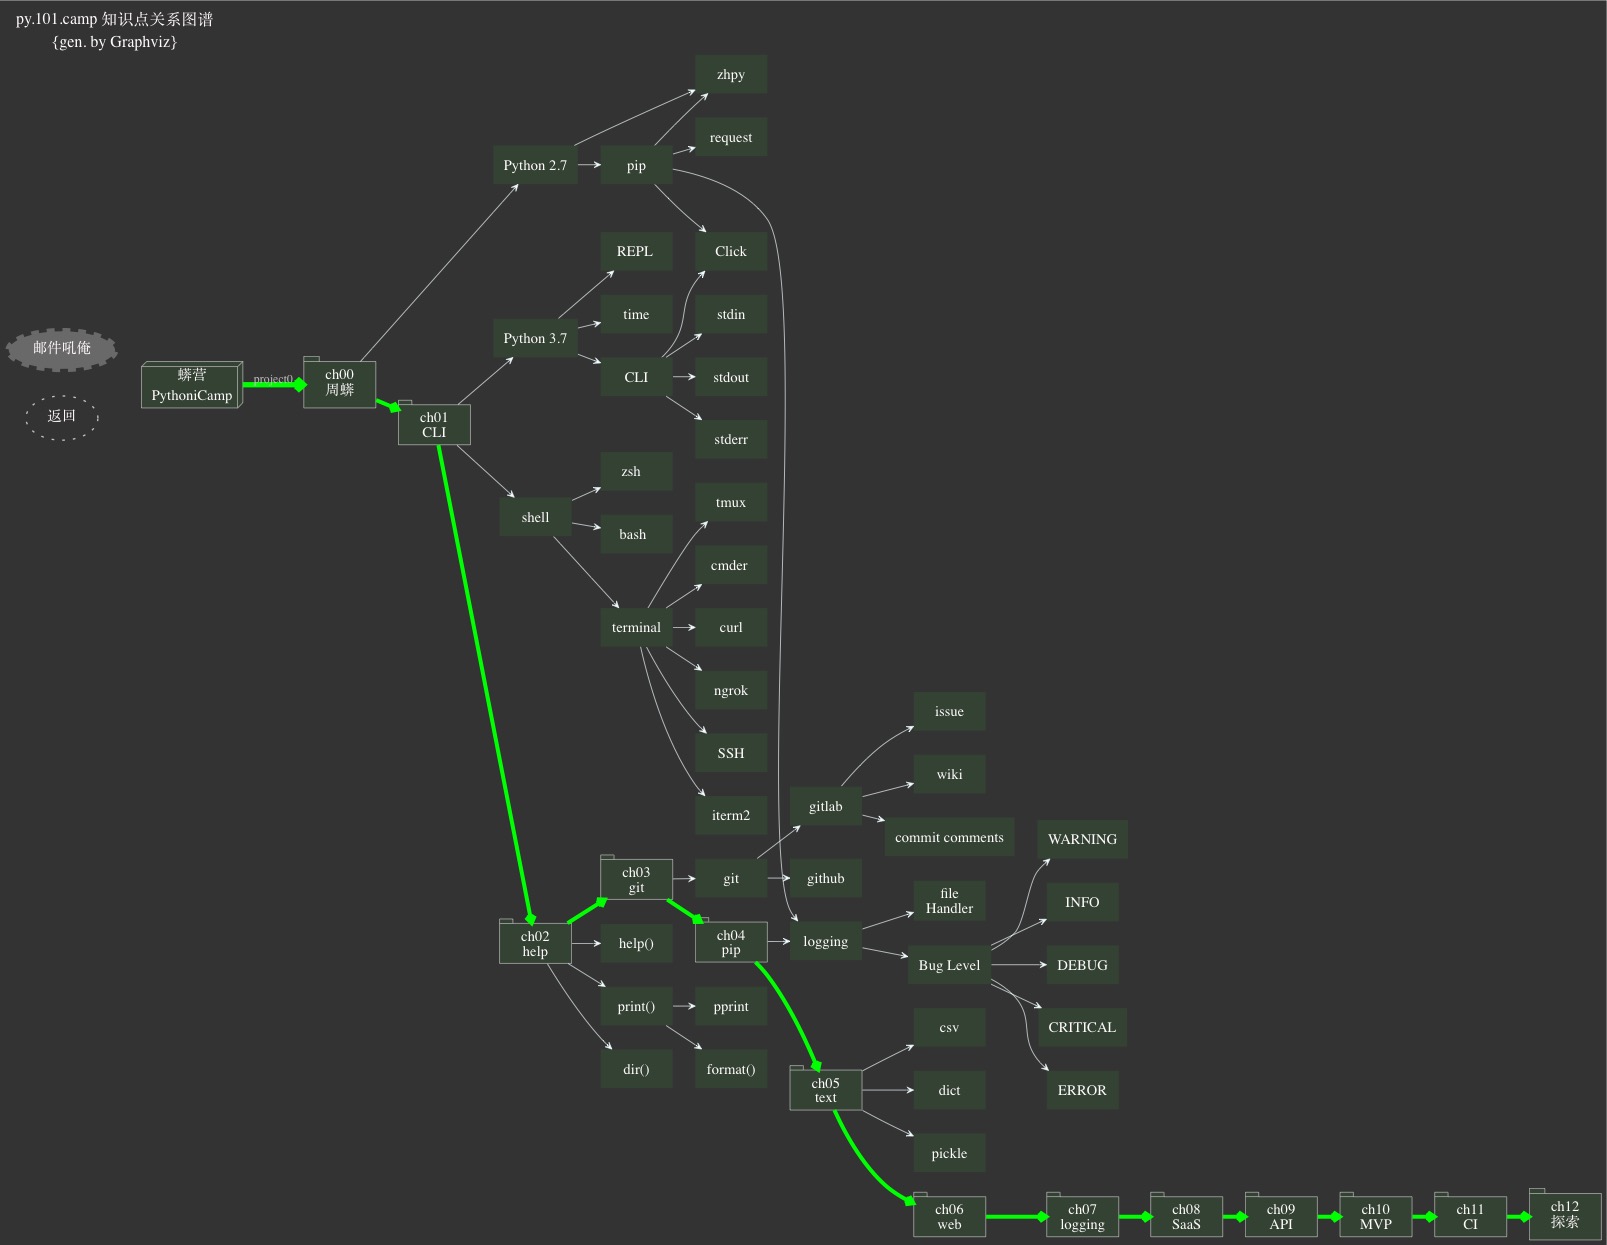 py.101.camp 知识点关系图谱
{gen. by Graphviz}
邮件吼俺
返回
蟒营
PythoniCamp
project0
ch00
周蟒
ch01
CLI
Python 2.7
pip
zhpy
request
Click
Python 3.7
REPL
time
CLI
stdin
stdout
stderr
shell
zsh
bash
terminal
tmux
cmder
curl
ngrok
SSH
iterm2
ch02
help
ch03
git
git
gitlab
issue
wiki
commit comments
github
ch04
pip
logging
file
Handler
Bug Level
WARNING
INFO
DEBUG
CRITICAL
ERROR
help()
print()
pprint
format()
dir()
ch05
text
csv
dict
pickle
ch06
web
ch07
logging
ch08
SaaS
ch09
API
ch10
MVP
ch11
CI
ch12
探索